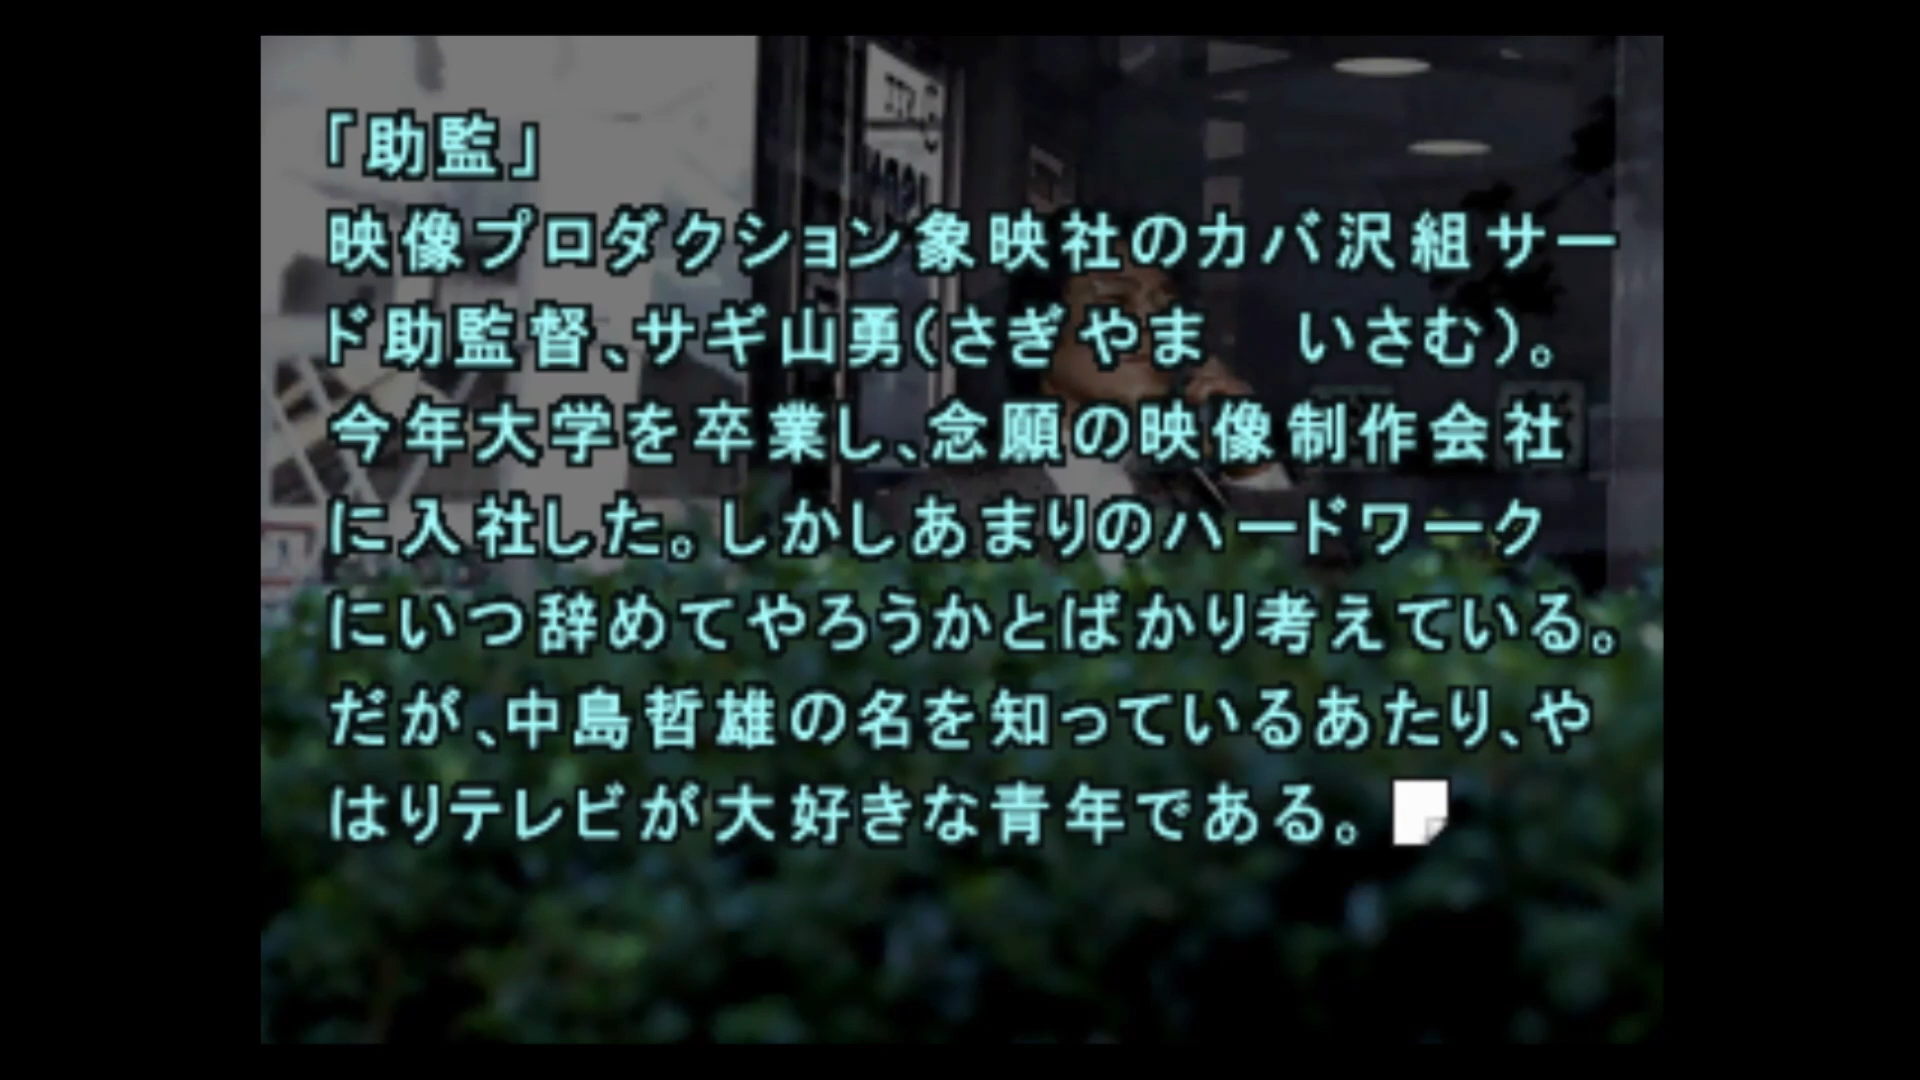 「助監」
映像プロダクション象映社のカバ沢組サー
ド助監督、サギ山勇(さぎやま　いさむ)。
今年大学を卒業し、念願の映像制作会社
に入社した。しかしあまりのハードワーク
にいつ辞めてやろうかとばかり考えている。
だが、中島哲雄の名を知っているあたり、や
はりテレビが大好きな青年である。